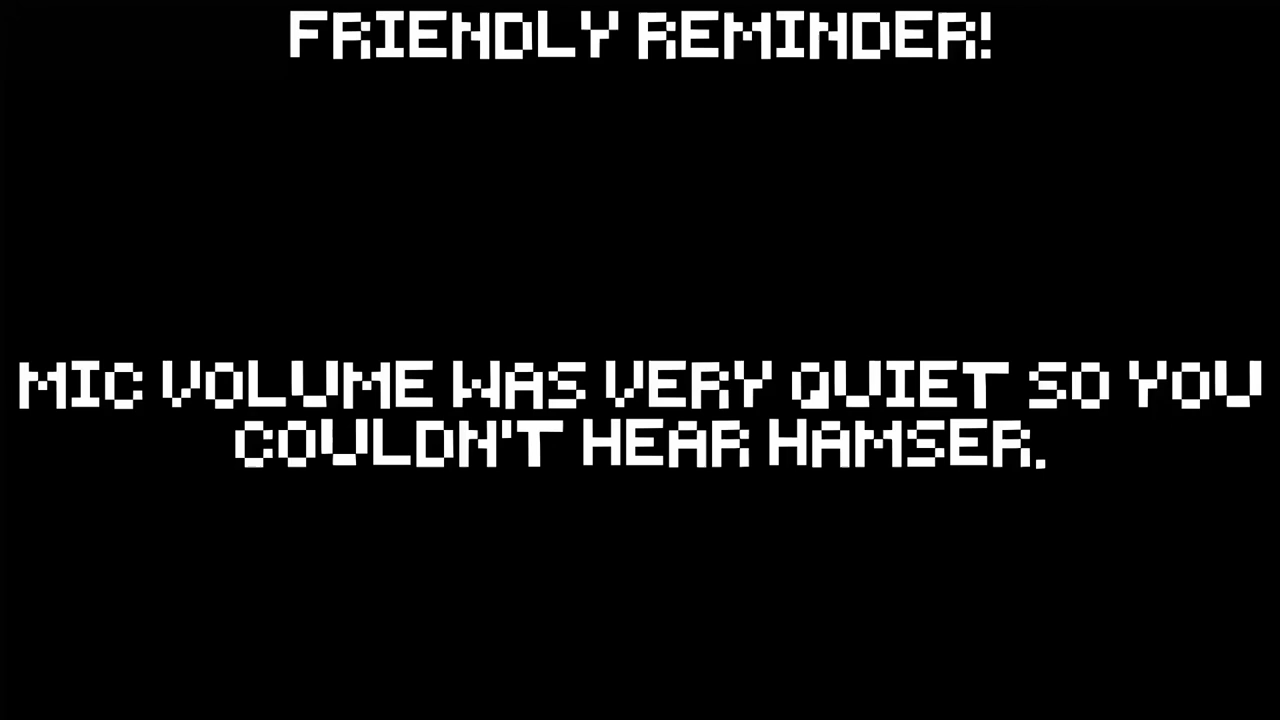 FRIENDLY REMINDER!
MIC VOLUME WAS VERY QUIET SO YOU
COULDN'T HEAR HAMSER.